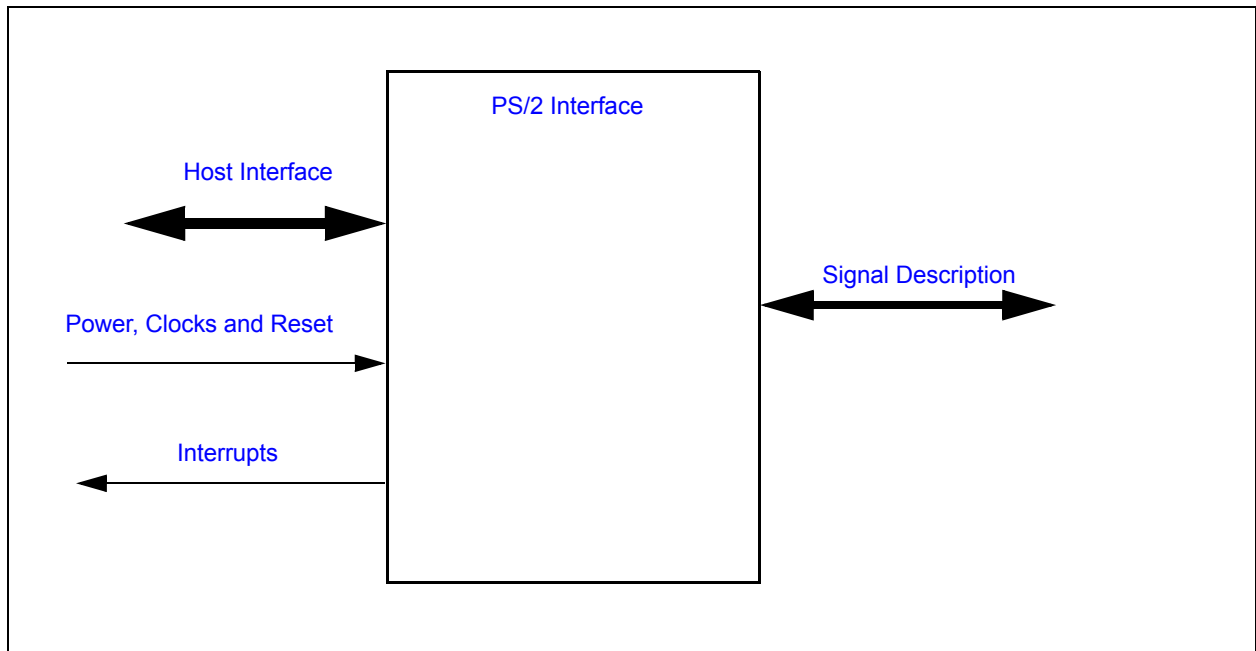 PS/2 Interface
Host Interface
Signal Description
Power, Clocks and Reset
Interrupts